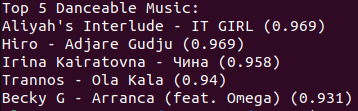 Top 5 Danceable Music:
Aliyah's Interlude - IT GIRL (0.969)
Hiro - Adjare Gudju (0.969)
Irina Kairatovna - Чина (0.958)
Trannos - Ola Kala (0.94)
Becky G - Arranca (feat. Omega) (0.931)